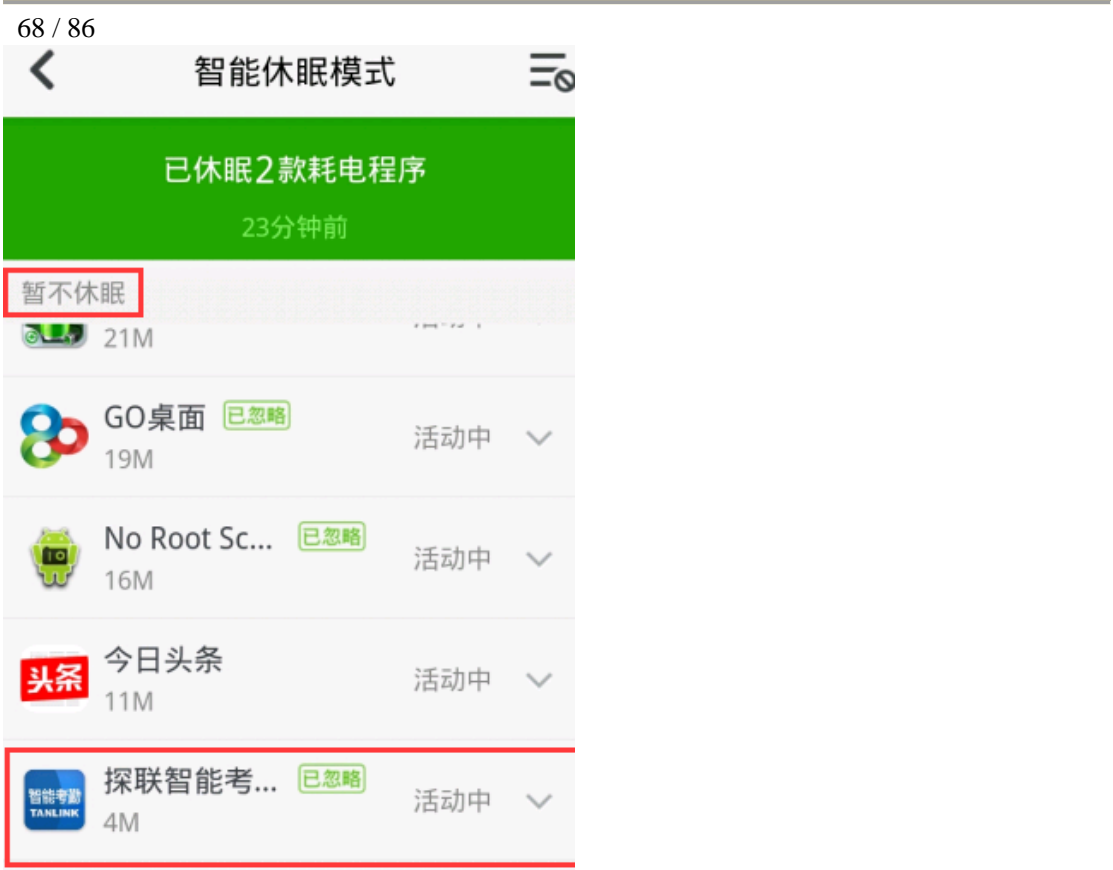 68 / 86
智能休眠模式
已休眠2款耗电程序
23分钟前
暂不休眠
21M
GO桌面 已忽略
活动中
19M
No Root Sc... 已忽略
活动中
16M
头条 今日头条
活动中
11M
智能考勤
TANLINK
探联智能考... 已忽略
活动中
4M